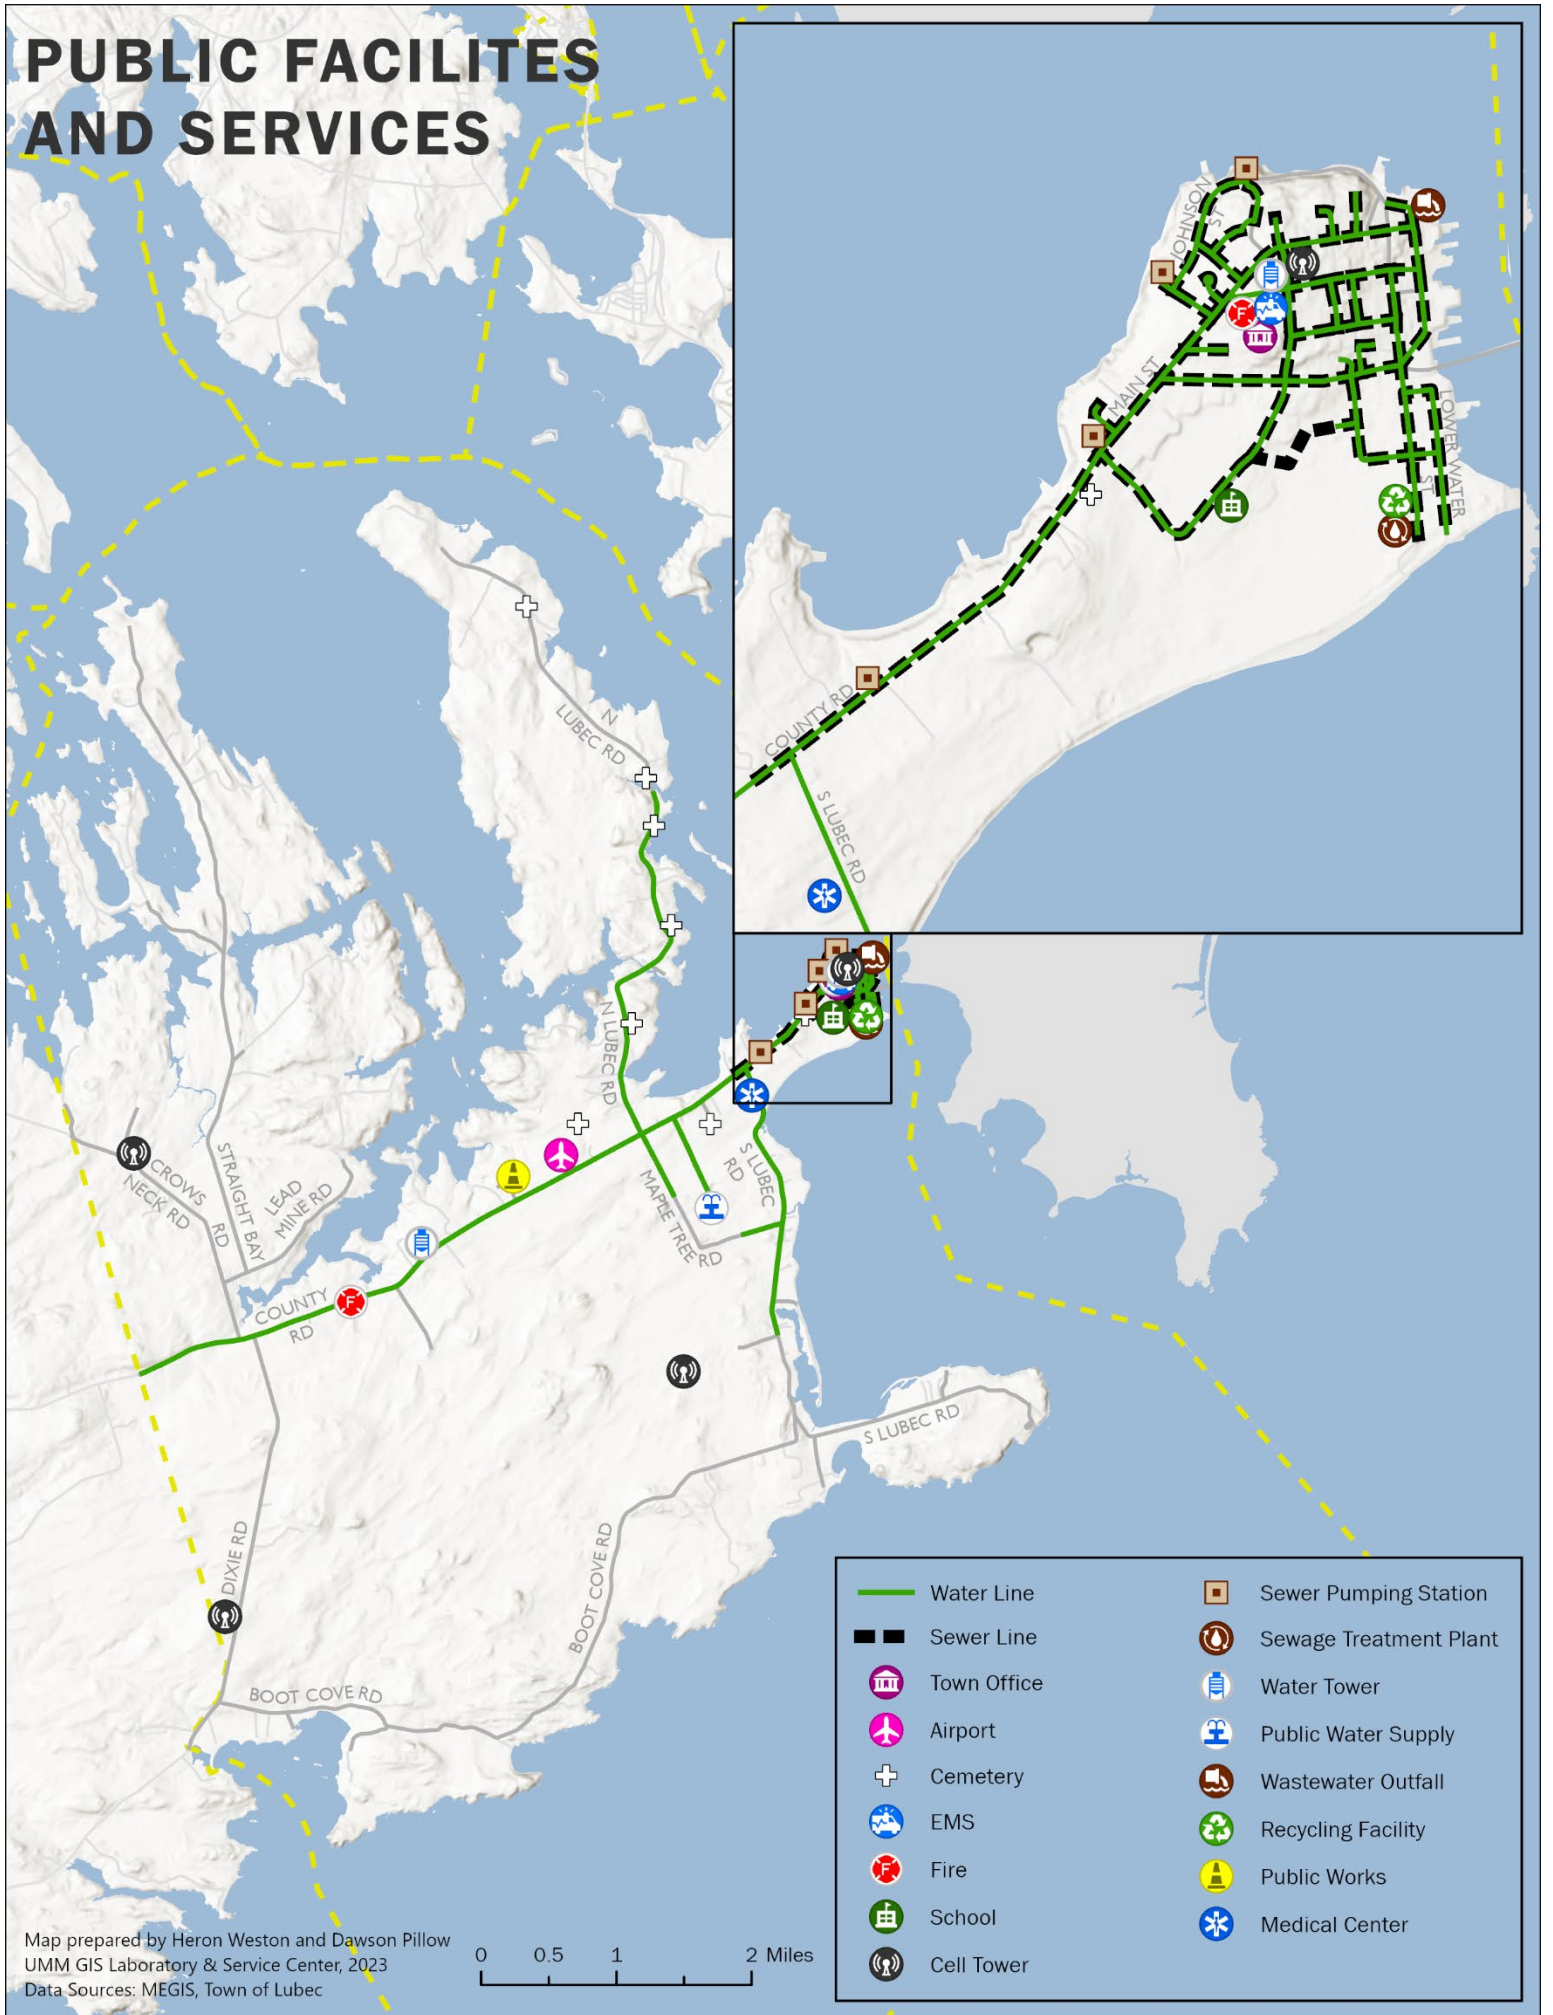 PUBLIC FACILITES
AND SERVICES
JOHNSON
ST
MAIN ST
LOWER WATER
ST
COUNTY RD
S LUBEC RD
N
LUBEC RD
N LUBEC RD
S LUBEC
RD
MAPLE TREE RD
CROWS
NECK RD
RD
STRAIGHT BAY
LEAD
MINE RD
COUNTY
RD
S LUBEC RD
DIXIE RD
BOOT COVE RD
BOOT COVE RD
F
F
Water Line
Sewer Line
Town Office
Airport
Cemetery
EMS
F
Fire
School
Cell Tower
Sewer Pumping Station
Sewage Treatment Plant
Water Tower
Public Water Supply
Wastewater Outfall
Recycling Facility
Public Works
Medical Center
Map prepared by Heron Weston and Dawson Pillow
UMM GIS Laboratory & Service Center, 2023
Data Sources: MEGIS, Town of Lubec
0 0.5 1 2 Miles